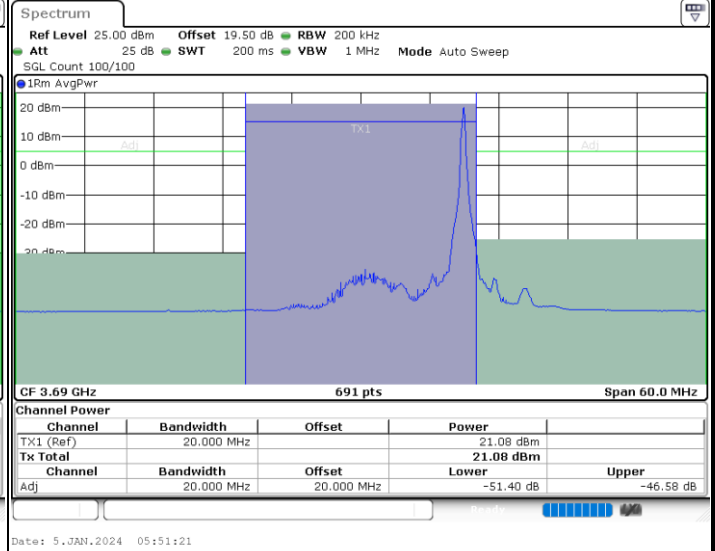 Spectrum
Ref Level 25.00 dBm Offset 19.50 dB RBW 200 kHz
Att 25 dB SWT 200 ms VBW 1 MHz Mode Auto Sweep
SGL Count 100/100
1Rm AvgPwr
20 dBm
TX1
10 dBm
Adj Adj
0 dBm
-10 dBm
-20 dBm
-30 dBm
CF 3.69 GHz 691 pts Span 60.0 MHz
Channel Power
Channel Bandwidth Offset Power
TX1 (Ref) 20.000 MHz 21.08 dBm
Tx Total 21.08 dBm
Channel Bandwidth Offset Lower Upper
Adj 20.000 MHz 20.000 MHz -51.40 dB -46.58 dB
Ready
Date: 5.JAN.2024 05:51:21